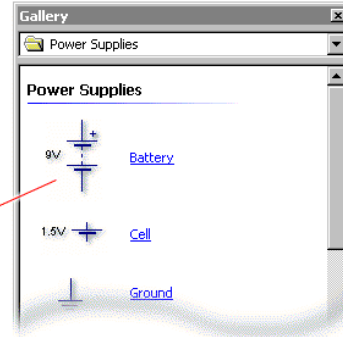 Gallery
Power Supplies
Power Supplies
+
9V
Battery
1.5V
Cell
Ground